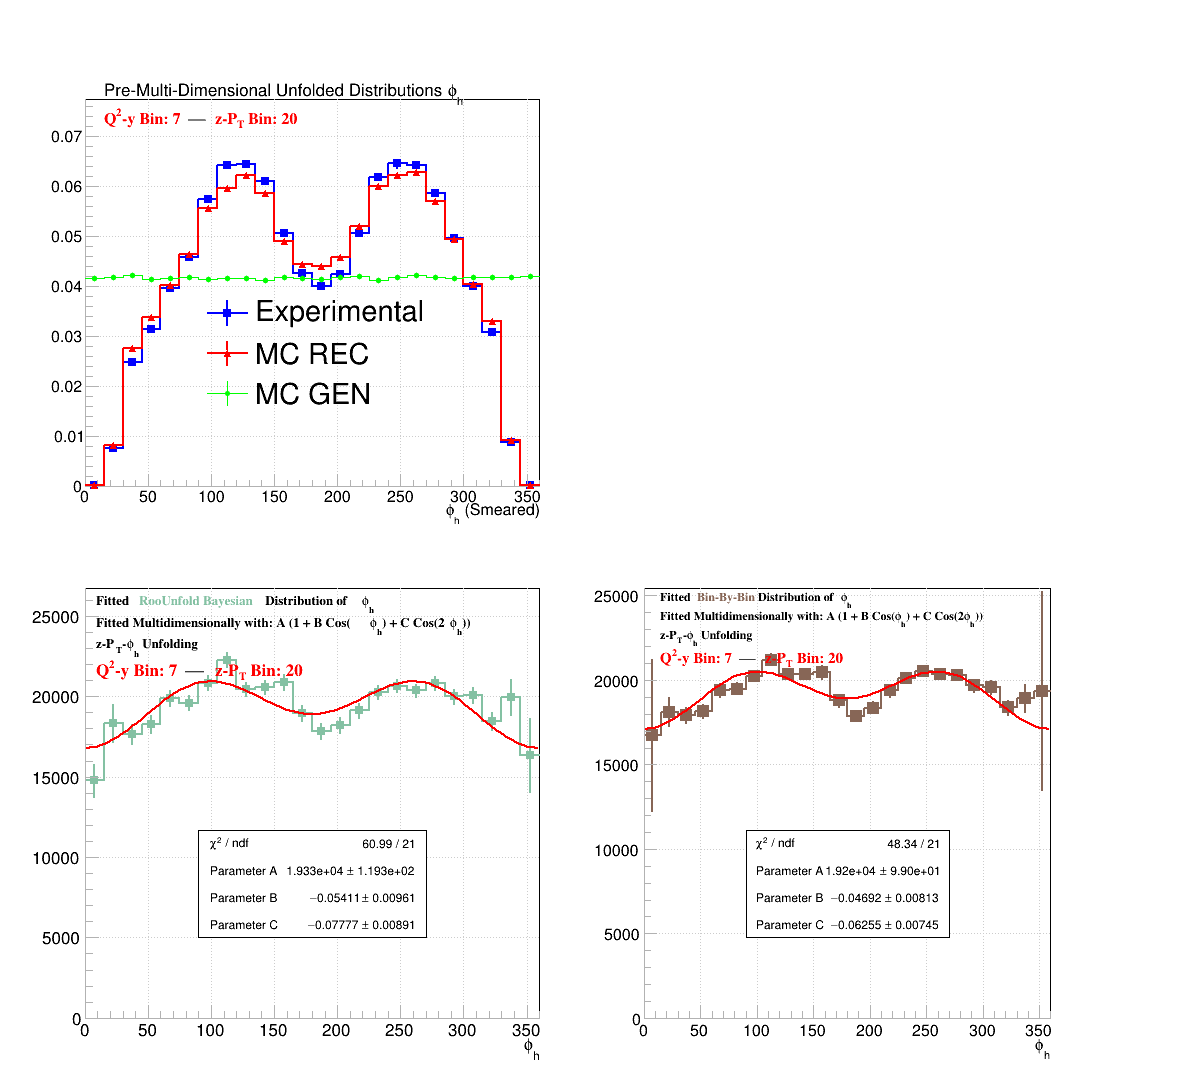 Pre-Multi-Dimensional Unfolded Distributions ϕh
Q2-y Bin: 7 — z-PT Bin: 20
0.07
0.06
0.05
0.04
0.03
0.02
0.01
0
Experimental
MC REC
MC GEN
0 50 100 150 200 250 300 350
ϕh (Smeared)
Fitted RooUnfold Bayesian Distribution of ϕh
Fitted Multidimensionally with: A (1 + B Cos( ϕh) + C Cos(2 ϕh))
z-PT-ϕh Unfolding
Q2-y Bin: 7 — z-PT Bin: 20
25000
20000
15000
10000
5000
0
χ2 / ndf 60.99 / 21
Parameter A 1.933e+04 ± 1.193e+02
Parameter B −0.05411 ± 0.00961
Parameter C −0.07777 ± 0.00891
0 50 100 150 200 250 300 350
ϕh
Fitted Bin-By-Bin Distribution of ϕh
Fitted Multidimensionally with: A (1 + B Cos(ϕh) + C Cos(2ϕh))
z-PT-ϕh Unfolding
Q2-y Bin: 7 — z-PT Bin: 20
25000
20000
15000
10000
5000
0
χ2 / ndf 48.34 / 21
Parameter A 1.92e+04 ± 9.90e+01
Parameter B −0.04692 ± 0.00813
Parameter C −0.06255 ± 0.00745
0 50 100 150 200 250 300 350
ϕh